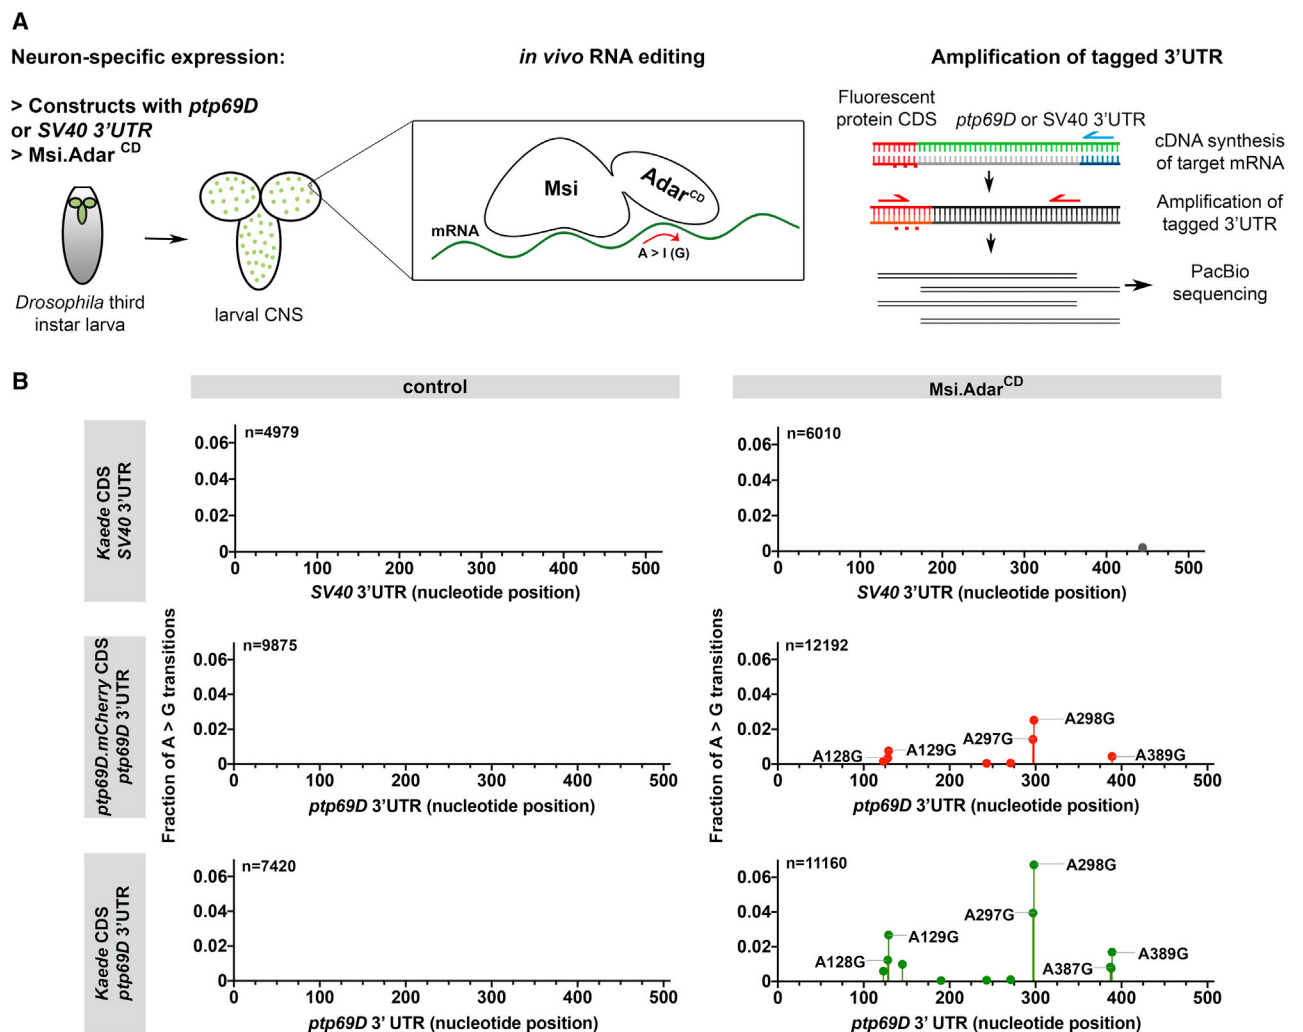 A
Neuron-specific expression:
> Constructs with ptp69D
or SV40 3’UTR
> Msi.Adar CD
Drosophila third
instar larva
larval CNS
in vivo RNA editing
Msi
AdarCD
mRNA
A > I (G)
Amplification of tagged 3’UTR
Fluorescent
protein CDS
ptp69D or SV40 3’UTR
cDNA synthesis
of target mRNA
Amplification of
tagged 3’UTR
PacBio
sequencing
B
control
Msi.AdarCD
Kaede CDS
SV40 3’UTR
n=4979
0.06
0.04
0.02
0
0 100 200 300 400 500
SV40 3’UTR (nucleotide position)
n=6010
0.06
0.04
0.02
0
0 100 200 300 400 500
SV40 3’UTR (nucleotide position)
ptp69D.mCherry CDS
ptp69D 3’UTR
Fraction of A > G transitions
n=9875
0.06
0.04
0.02
0
0 100 200 300 400 500
ptp69D 3’UTR (nucleotide position)
Fraction of A > G transitions
n=12192
0.06
0.04
0.02
0
A128G
A129G
A297G
A298G
A389G
0 100 200 300 400 500
ptp69D 3’UTR (nucleotide position)
Kaede CDS
ptp69D 3’UTR
n=7420
0.06
0.04
0.02
0
0 100 200 300 400 500
ptp69D 3’ UTR (nucleotide position)
n=11160
0.06
0.04
0.02
0
A128G
A129G
A297G
A298G
A387G
A389G
0 100 200 300 400 500
ptp69D 3’ UTR (nucleotide position)